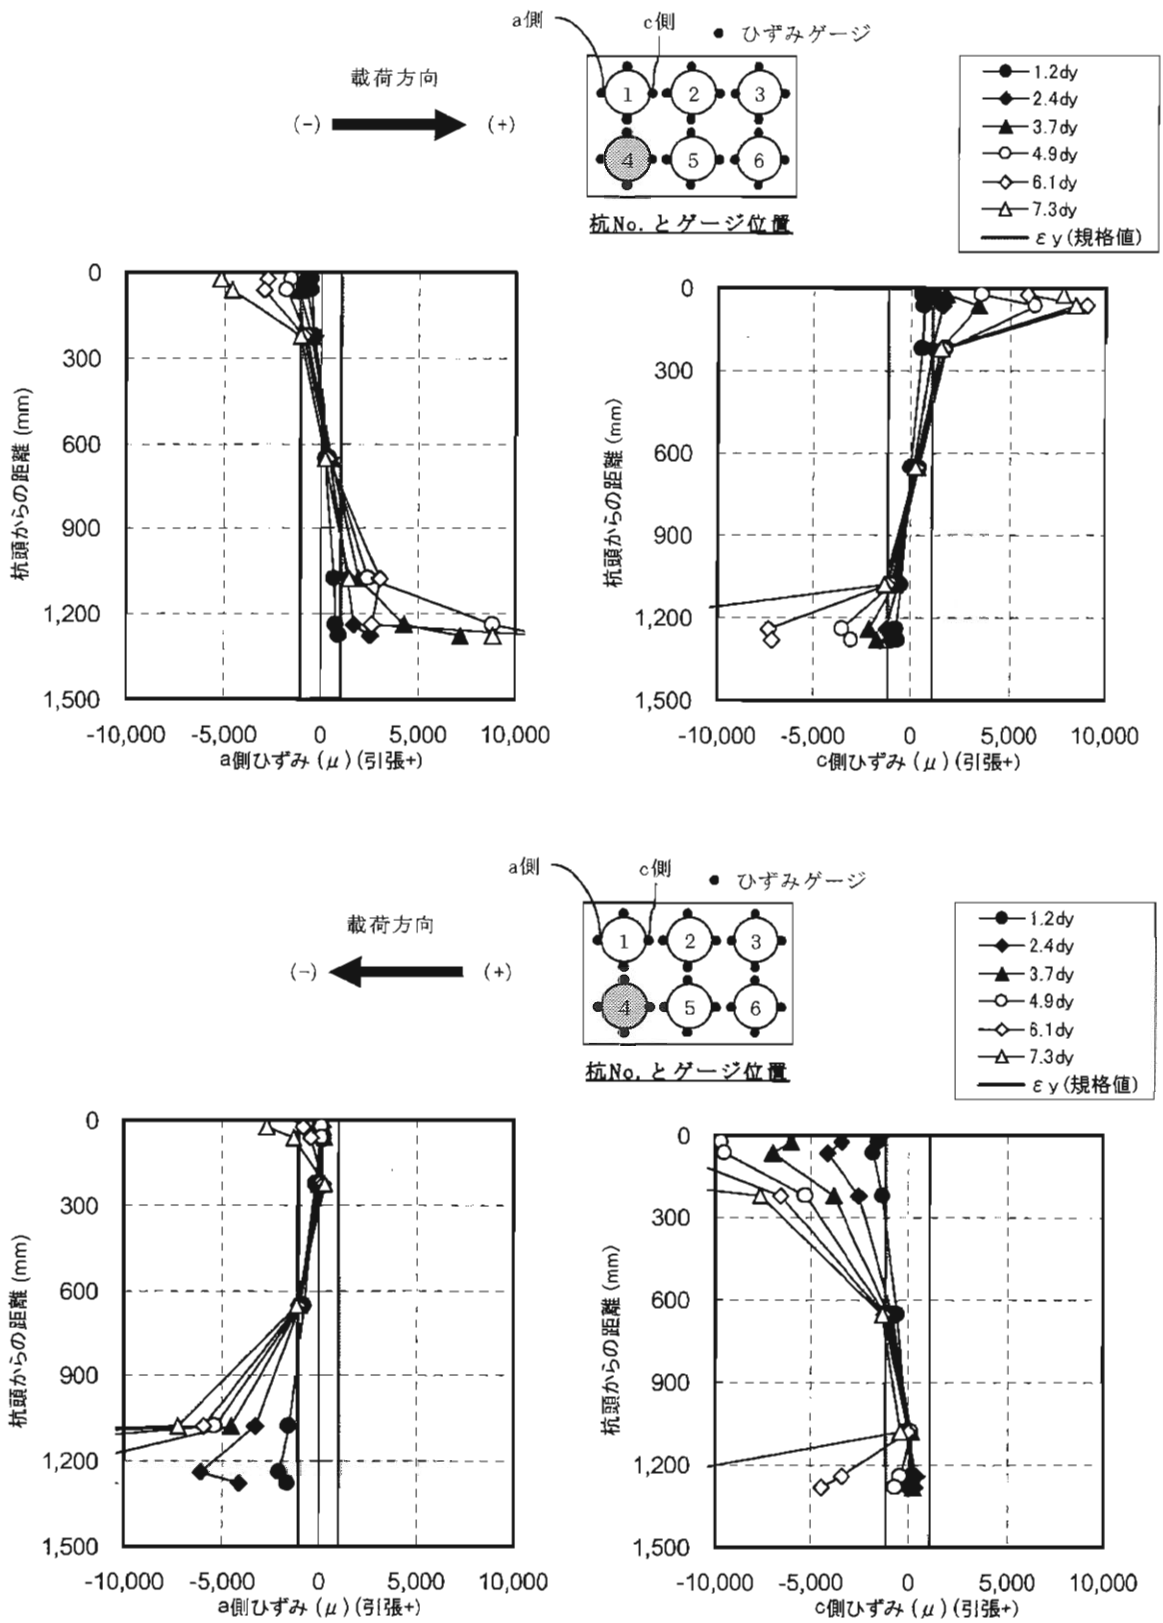 a側
c側
ひずみゲージ
載荷方向
(-)
(+)
1 2 3
4 5 6
杭No.とゲージ位置
1.2dy
2.4dy
3.7dy
4.9dy
6.1dy
7.3dy
εy(規格値)
杭頭からの距離 (mm)
0
300
600
900
1,200
1,500
-10,000 -5,000 0 5,000 10,000
a側ひずみ (μ) (引張+)
杭頭からの距離 (mm)
0
300
600
900
1,200
1,500
-10,000 -5,000 0 5,000 10,000
c側ひずみ (μ) (引張+)
a側
c側
ひずみゲージ
載荷方向
(-)
(+)
1 2 3
4 5 6
杭No.とゲージ位置
1.2dy
2.4dy
3.7dy
4.9dy
6.1dy
7.3dy
εy(規格値)
杭頭からの距離 (mm)
0
300
600
900
1,200
1,500
-10,000 -5,000 0 5,000 10,000
a側ひずみ (μ) (引張+)
杭頭からの距離 (mm)
0
300
600
900
1,200
1,500
-10,000 -5,000 0 5,000 10,000
c側ひずみ (μ) (引張+)